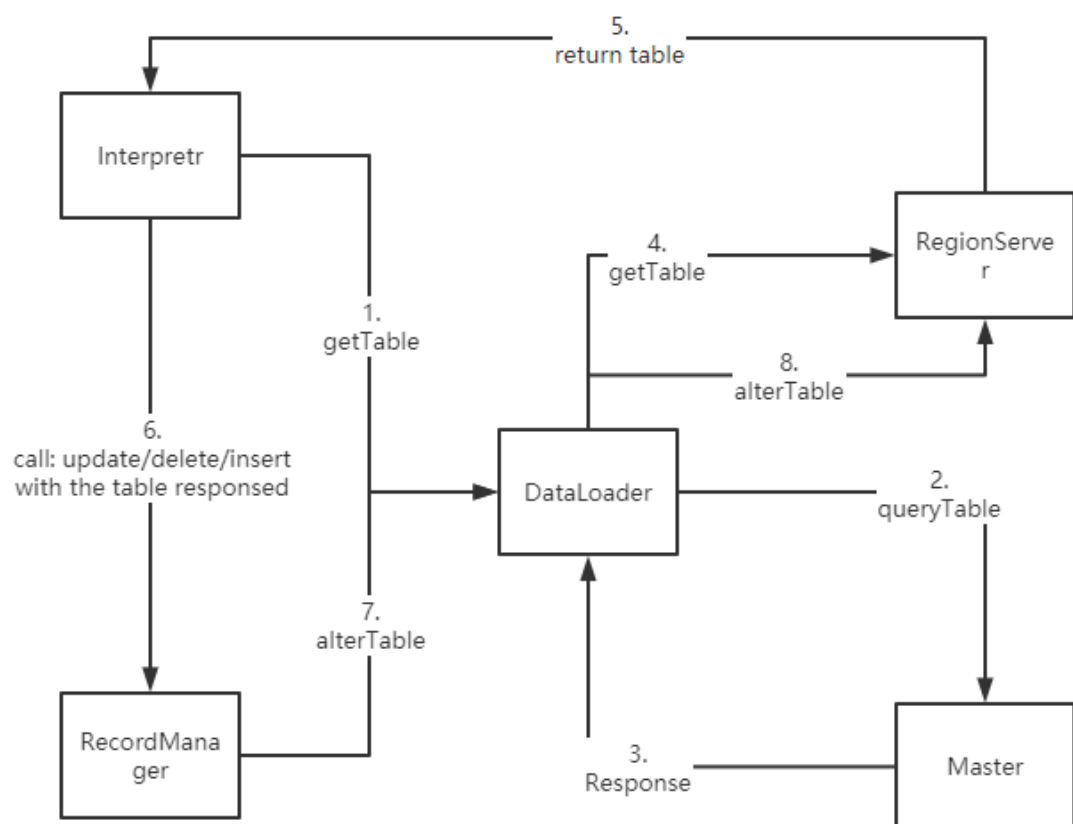 5.
return table
Interpretr
RegionServe
r
4.
getTable
1.
getTable
8.
alterTable
6.
call: update/delete/insert
with the table responsed
DataLoader
2.
queryTable
7.
alterTable
RecordMana
ger
3.
Response
Master